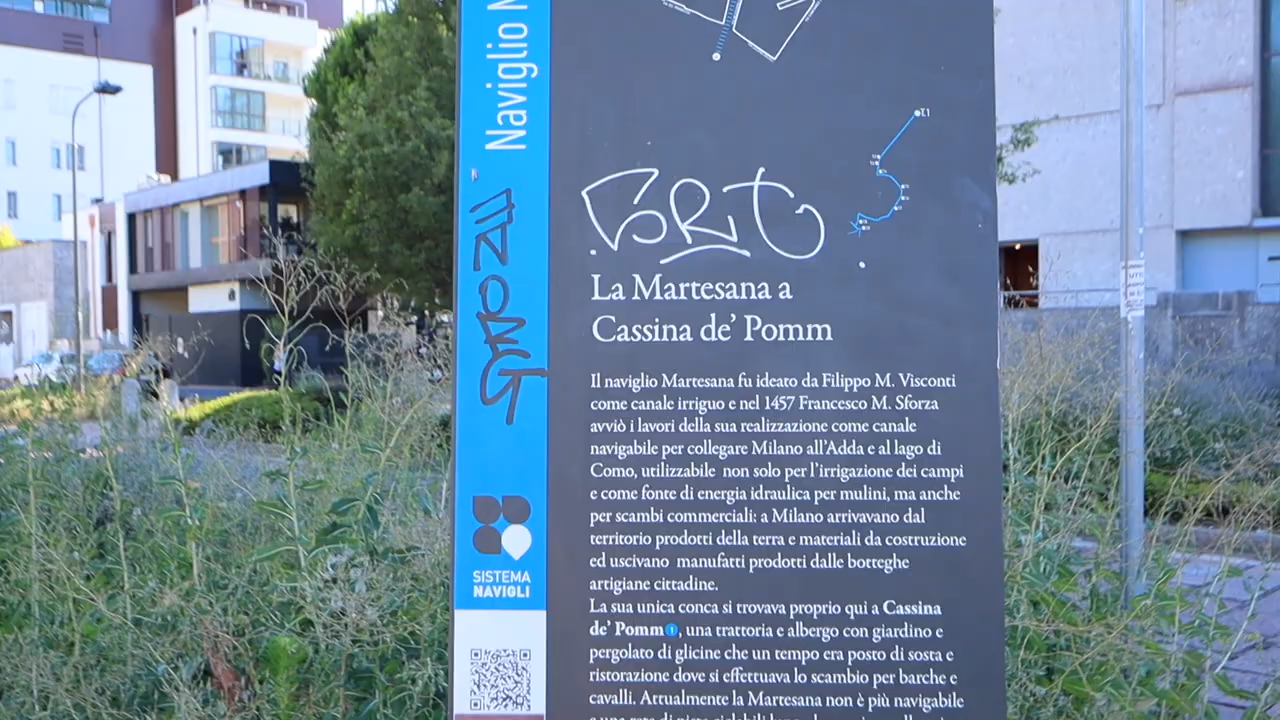 Naviglio
T.1
La Martesana a
Cassina de' Pomm
Il naviglio Martesana fu ideato da Filippo M. Visconti
come canale irriguo e nel 1457 Francesco M. Sforza
avviò i lavori della sua realizzazione come canale
navigabile per collegare Milano all'Adda e al lago di
Como, utilizzabile non solo per l'irrigazione dei campi
e come fonte di energia idraulica per mulini, ma anche
per scambi commerciali: a Milano arrivavano dal
territorio prodotti della terra e materiali da costruzione
ed uscivano manufatti prodotti dalle botteghe
artigiane cittadine.
La sua unica conca si trovava proprio qui a Cassina
de' Pomm 1, una trattoria e albergo con giardino e
pergolato di glicine che un tempo era posto di sosta e
ristorazione dove si effettuava lo scambio per barche e
cavalli. Attualmente la Martesana non è più navigabile
SISTEMA
NAVIGLI